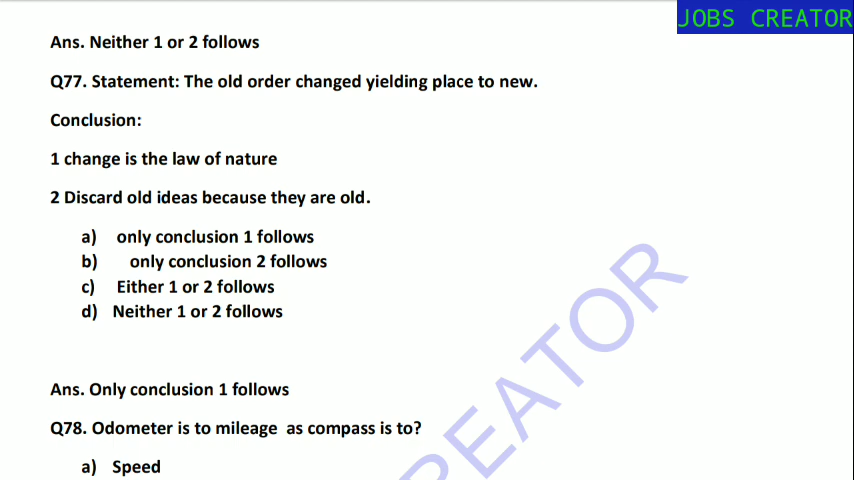 JOBS CREATOR
Ans. Neither 1 or 2 follows
Q77. Statement: The old order changed yielding place to new.
Conclusion:
1 change is the law of nature
2 Discard old ideas because they are old.
a) only conclusion 1 follows
b) only conclusion 2 follows
c) Either 1 or 2 follows
d) Neither 1 or 2 follows
Ans. Only conclusion 1 follows
Q78. Odometer is to mileage as compass is to?
a) Speed
REATOR